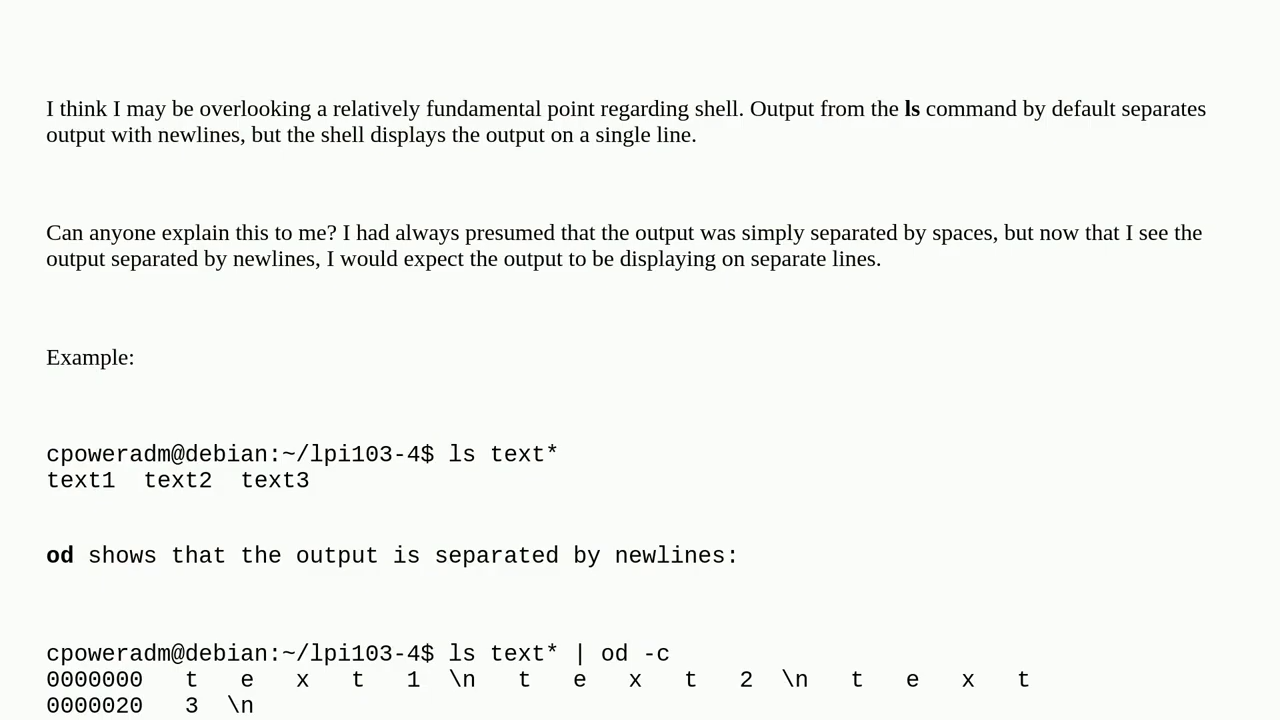 I think I may be overlooking a relatively fundamental point regarding shell. Output from the ls command by default separates
output with newlines, but the shell displays the output on a single line.
Can anyone explain this to me? I had always presumed that the output was simply separated by spaces, but now that I see the
output separated by newlines, I would expect the output to be displaying on separate lines.
Example:
cpoweradm@debian:~/lpi103-4$ ls text*
text1  text2  text3
od shows that the output is separated by newlines:
cpoweradm@debian:~/lpi103-4$ ls text* | od -c
0000000   t   e   x   t   1  \n   t   e   x   t   2  \n   t   e   x   t
0000020   3  \n